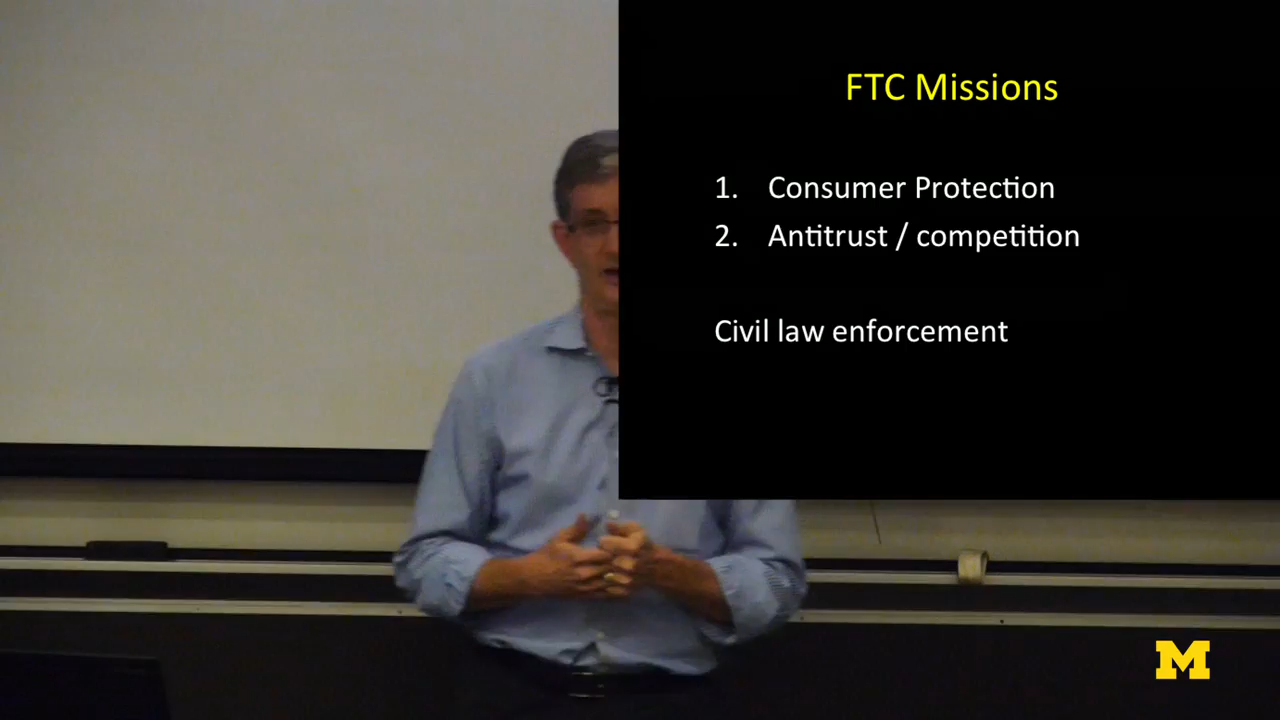 FTC Missions
1. Consumer Protection
2. Antitrust / competition
Civil law enforcement
M